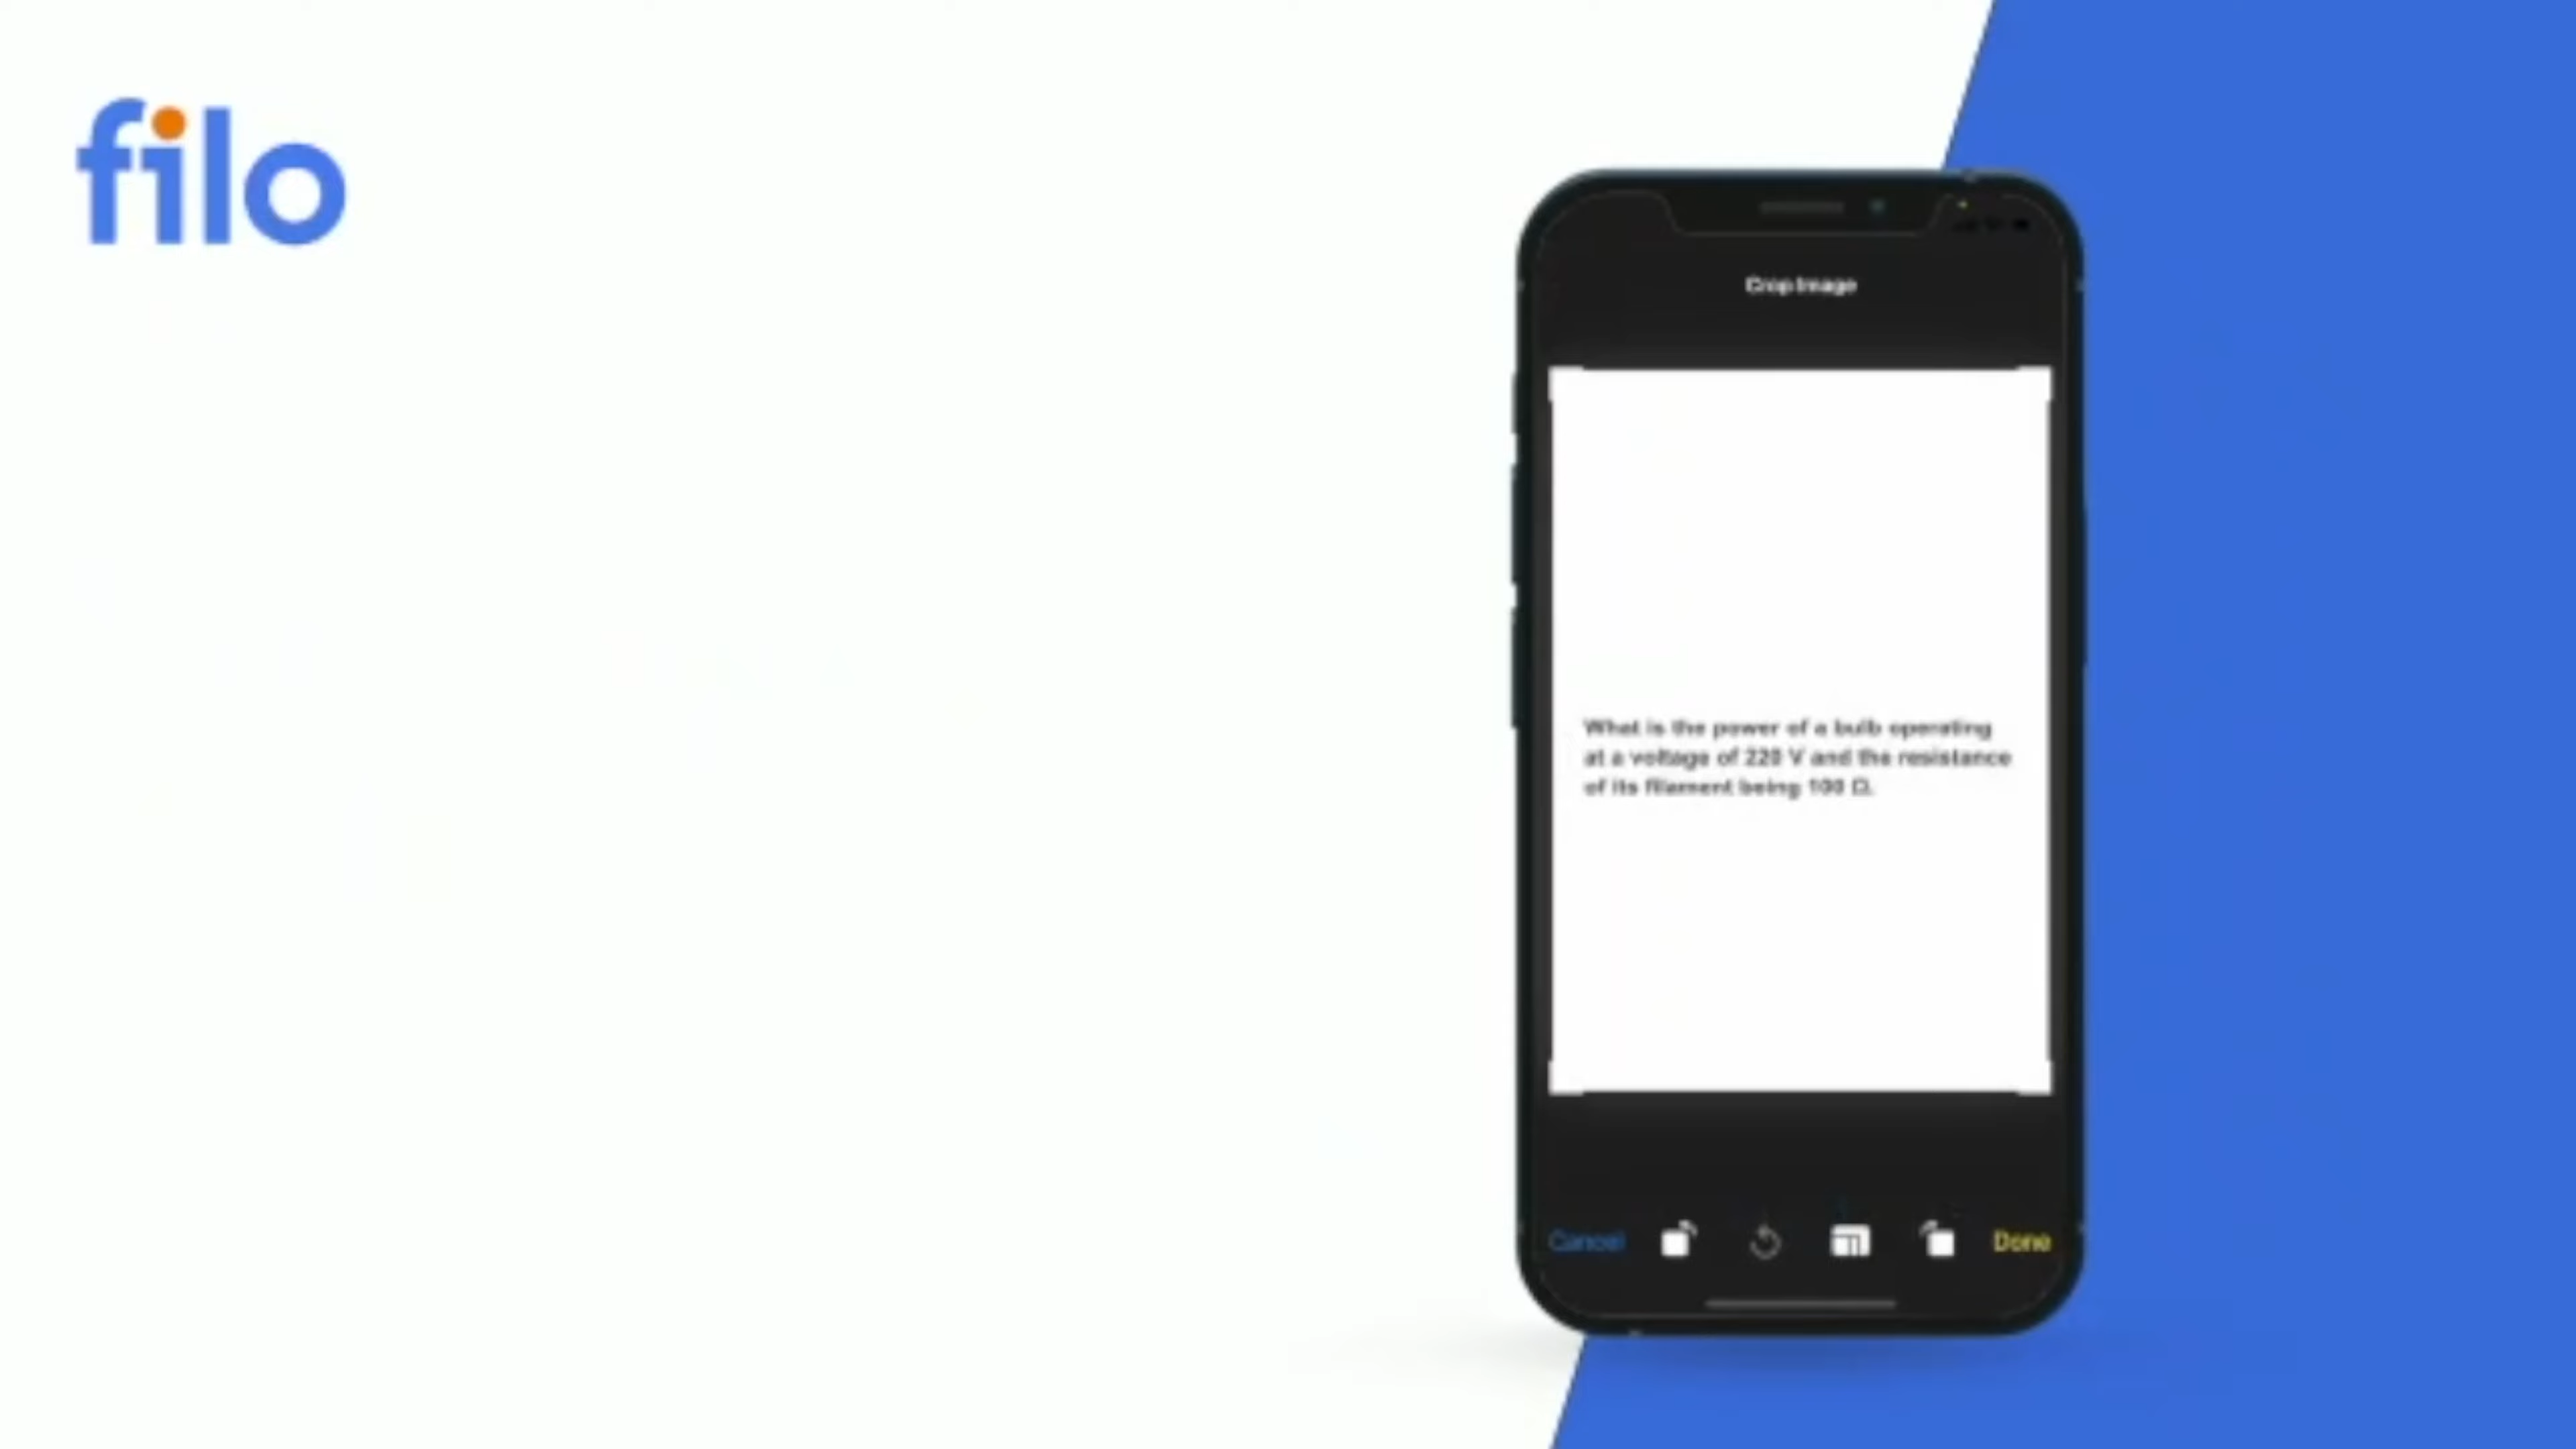 filo
Crop Image
What is the power of a bulb operating
at a voltage of 220 V and the resistance
of its filament being 100 Ω.
Cancel
Done